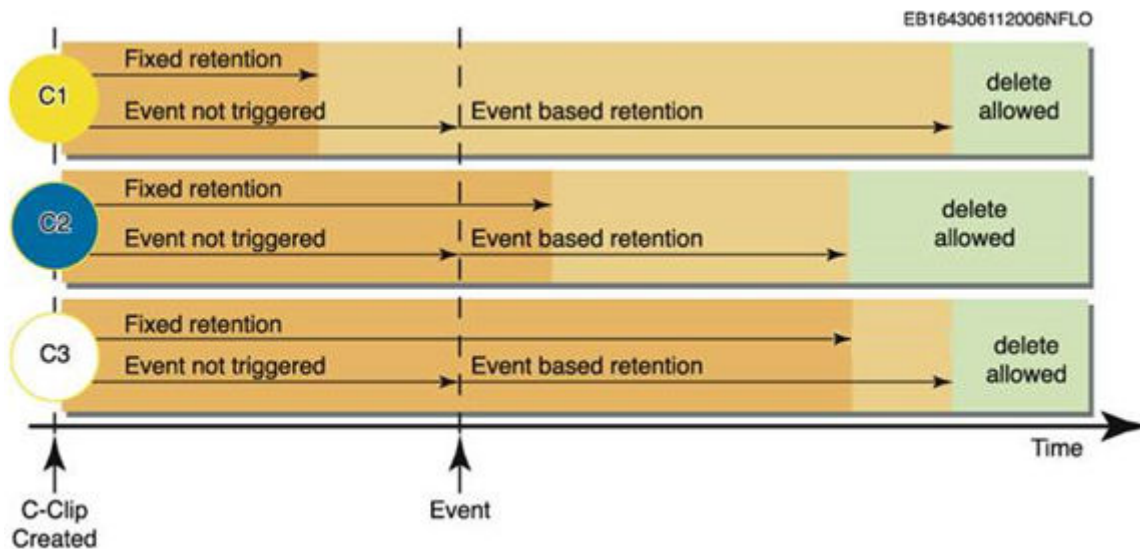 EB164306112006NFLO
C1
Fixed retention
Event not triggered
Event based retention
delete
allowed
C2
Fixed retention
Event not triggered
Event based retention
delete
allowed
C3
Fixed retention
Event not triggered
Event based retention
delete
allowed
Time
C-Clip
Created
Event